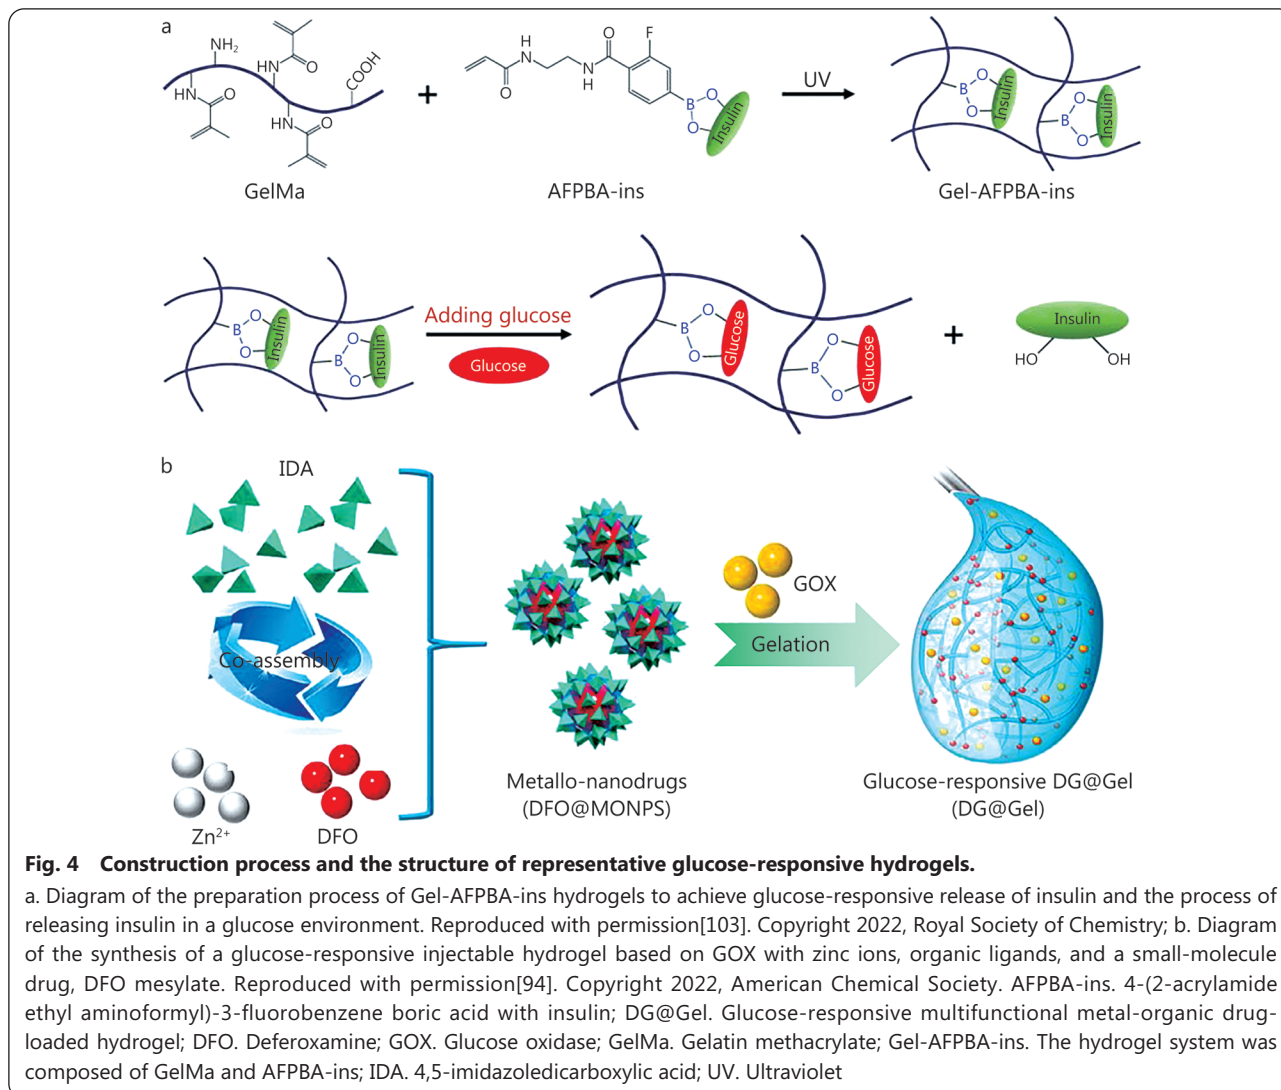 a
NH2
O
HN
O
HN
O
HN
O
COOH
GelMa
+
O
H
N
N
H
O
F
B
O
O
Insulin
AFPBA-ins
UV
B
O
O
Insulin
B
O
O
Insulin
Gel-AFPBA-ins
B
O
O
Insulin
B
O
O
Insulin
Adding glucose
Glucose
B
O
O
Glucose
B
O
O
Glucose
+
Insulin
HO
OH
b
IDA
Co-assembly
Zn2+
DFO
Metallo-nanodrugs
(DFO@MONPS)
GOX
Gelation
Glucose-responsive DG@Gel
(DG@Gel)
Fig. 4 Construction process and the structure of representative glucose-responsive hydrogels.
a. Diagram of the preparation process of Gel-AFPBA-ins hydrogels to achieve glucose-responsive release of insulin and the process of
releasing insulin in a glucose environment. Reproduced with permission[103]. Copyright 2022, Royal Society of Chemistry; b. Diagram
of the synthesis of a glucose-responsive injectable hydrogel based on GOX with zinc ions, organic ligands, and a small-molecule
drug, DFO mesylate. Reproduced with permission[94]. Copyright 2022, American Chemical Society. AFPBA-ins. 4-(2-acrylamide
ethyl aminoformyl)-3-fluorobenzene boric acid with insulin; DG@Gel. Glucose-responsive multifunctional metal-organic drug-
loaded hydrogel; DFO. Deferoxamine; GOX. Glucose oxidase; GelMa. Gelatin methacrylate; Gel-AFPBA-ins. The hydrogel system was
composed of GelMa and AFPBA-ins; IDA. 4,5-imidazoledicarboxylic acid; UV. Ultraviolet